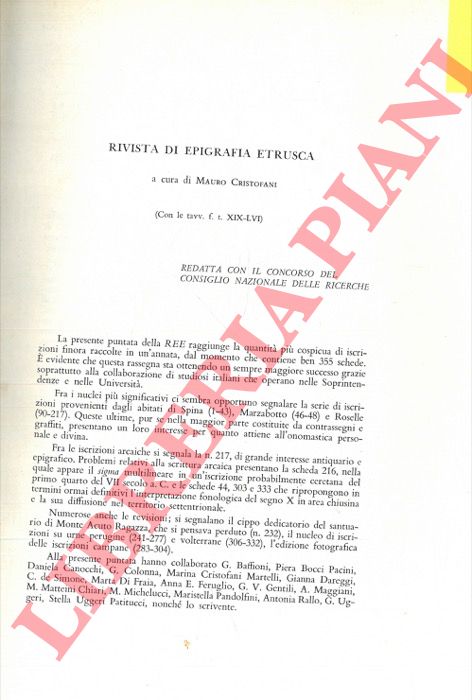 RIVISTA DI EPIGRAFIA ETRUSCA
a cura di MAURO CRISTOFANI
(Con le tavv. f. t. XIX-LVI)
REDATTA CON IL CONCORSO DEL
CONSIGLIO NAZIONALE DELLE RICERCHE
La presente puntata della REE raggiunge la quantità più cospicua di iscri-
zioni finora raccolte in un'annata, dal momento che contiene ben 355 schede.
È evidente che questa rassegna sta ottenendo un sempre maggiore successo grazie
soprattutto alla collaborazione di studiosi italiani che operano nelle Soprinten-
denze e nelle Università.
Fra i nuclei più significativi ci sembra opportuno segnalare la serie di iscri-
zioni provenienti dagli abitati di Spina (1-43), Marzabotto (46-48) e Roselle
(90-217). Queste ultime, pur se nella maggior parte costituite da contrassegni e
graffiti, presentano un loro interesse per quanto attiene all'onomastica perso-
nale e divina.
Fra le iscrizioni arcaiche si segnala la n. 217, di grande interesse antiquario e
epigrafico. Problemi relativi alla scrittura arcaica presentano la scheda 216, nella
quale appare il sigma multilineare in un'iscrizione probabilmente ceretana del
primo quarto del VII secolo a. C. e le schede 44, 303 e 333 che ripropongono in
termini ormai definitivi l'interpretazione fonologica del segno X in area chiusina
e la sua diffusione nel territorio settentrionale.
Numerose anche le revisioni; si segnalano il cippo dedicatorio del santua-
rio di Monte Ragazza, che si pensava perduto (n. 232), il nucleo di iscri-
zioni su urne perugine (241-277) e volterrane (306-332), l'edizione fotografica
delle iscrizioni campane (283-304).
Alla presente puntata hanno collaborato G. Baffioni, Piera Bocci Pacini,
Daniela Canocchi, G. Colonna, Marina Cristofani Martelli, Gianna Dareggi,
C. de Simone, Marta Di Fraia, Anna E. Feruglio, G. V. Gentili, A. Maggiani,
M. Mattemi Chiari, M. Michelucci, Maristella Pandolfini, Antonia Rallo, G. Ug-
geri, Stella Uggeri Patitucci, nonché lo scrivente.
LIBRERIA PIANI